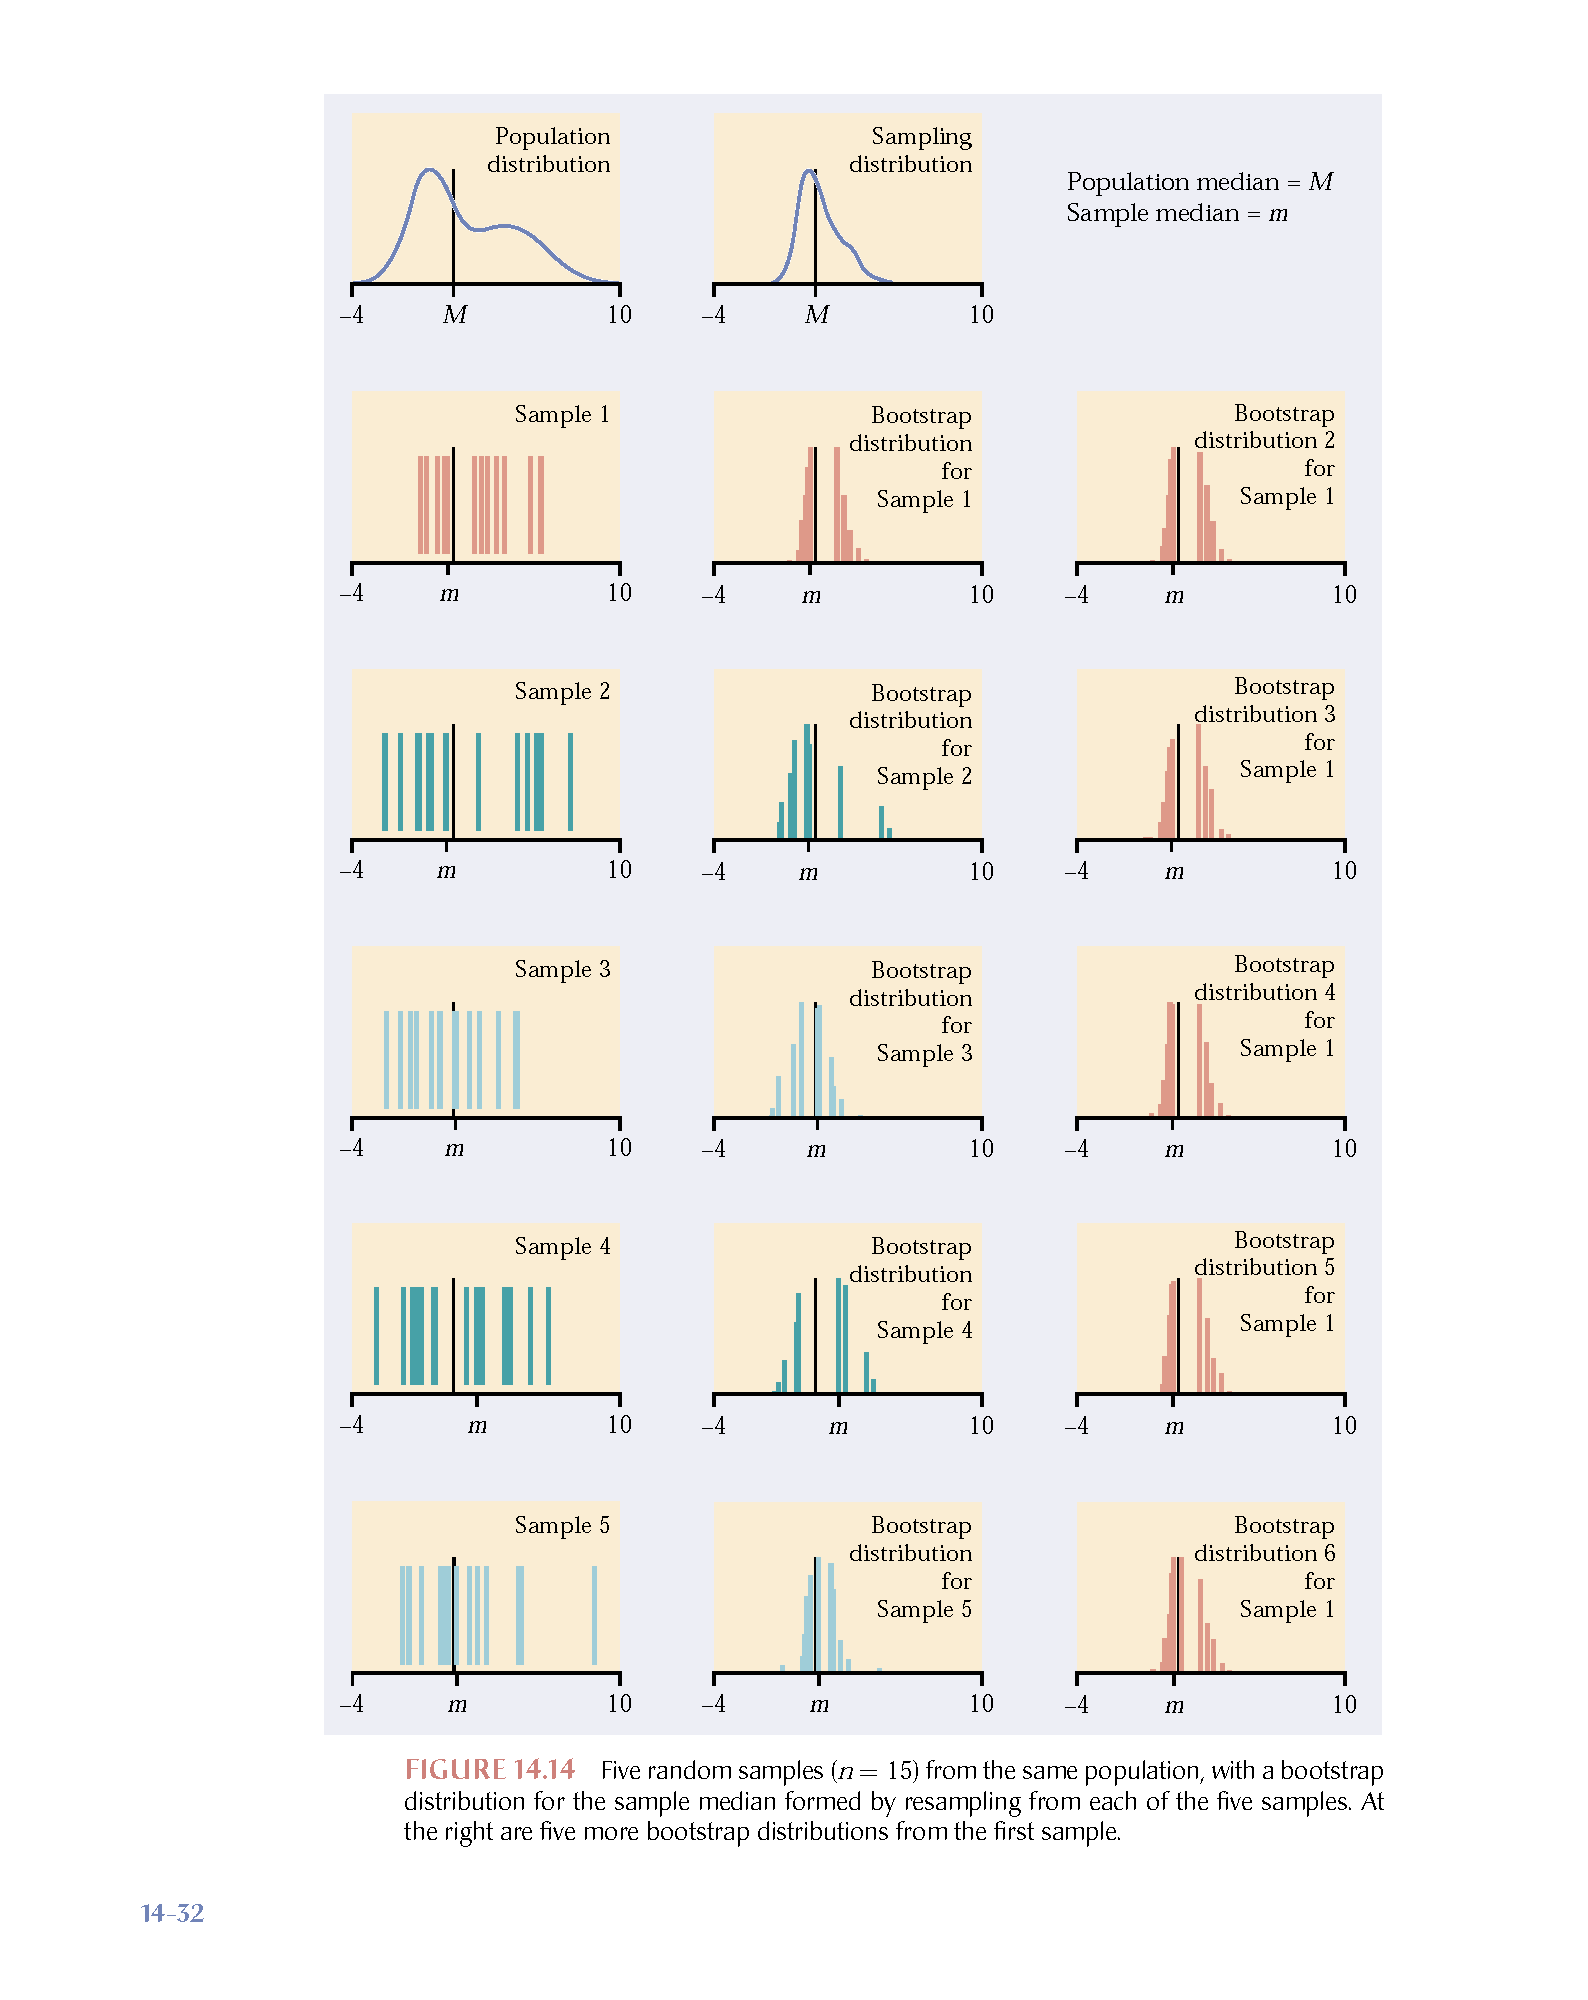 Population
distribution
–4
M
10
Sampling
distribution
–4
M
10
Population median = M
Sample median = m
Sample 1
–4
m
10
Bootstrap
distribution
for
Sample 1
–4
m
10
Bootstrap
distribution 2
for
Sample 1
–4
m
10
Sample 2
–4
m
10
Bootstrap
distribution
for
Sample 2
–4
m
10
Bootstrap
distribution 3
for
Sample 1
–4
m
10
Sample 3
–4
m
10
Bootstrap
distribution
for
Sample 3
–4
m
10
Bootstrap
distribution 4
for
Sample 1
–4
m
10
Sample 4
–4
m
10
Bootstrap
distribution
for
Sample 4
–4
m
10
Bootstrap
distribution 5
for
Sample 1
–4
m
10
Sample 5
–4
m
10
Bootstrap
distribution
for
Sample 5
–4
m
10
Bootstrap
distribution 6
for
Sample 1
–4
m
10
FIGURE 14.14 Five random samples (n = 15) from the same population, with a bootstrap
distribution for the sample median formed by resampling from each of the five samples. At
the right are five more bootstrap distributions from the first sample.
14-32